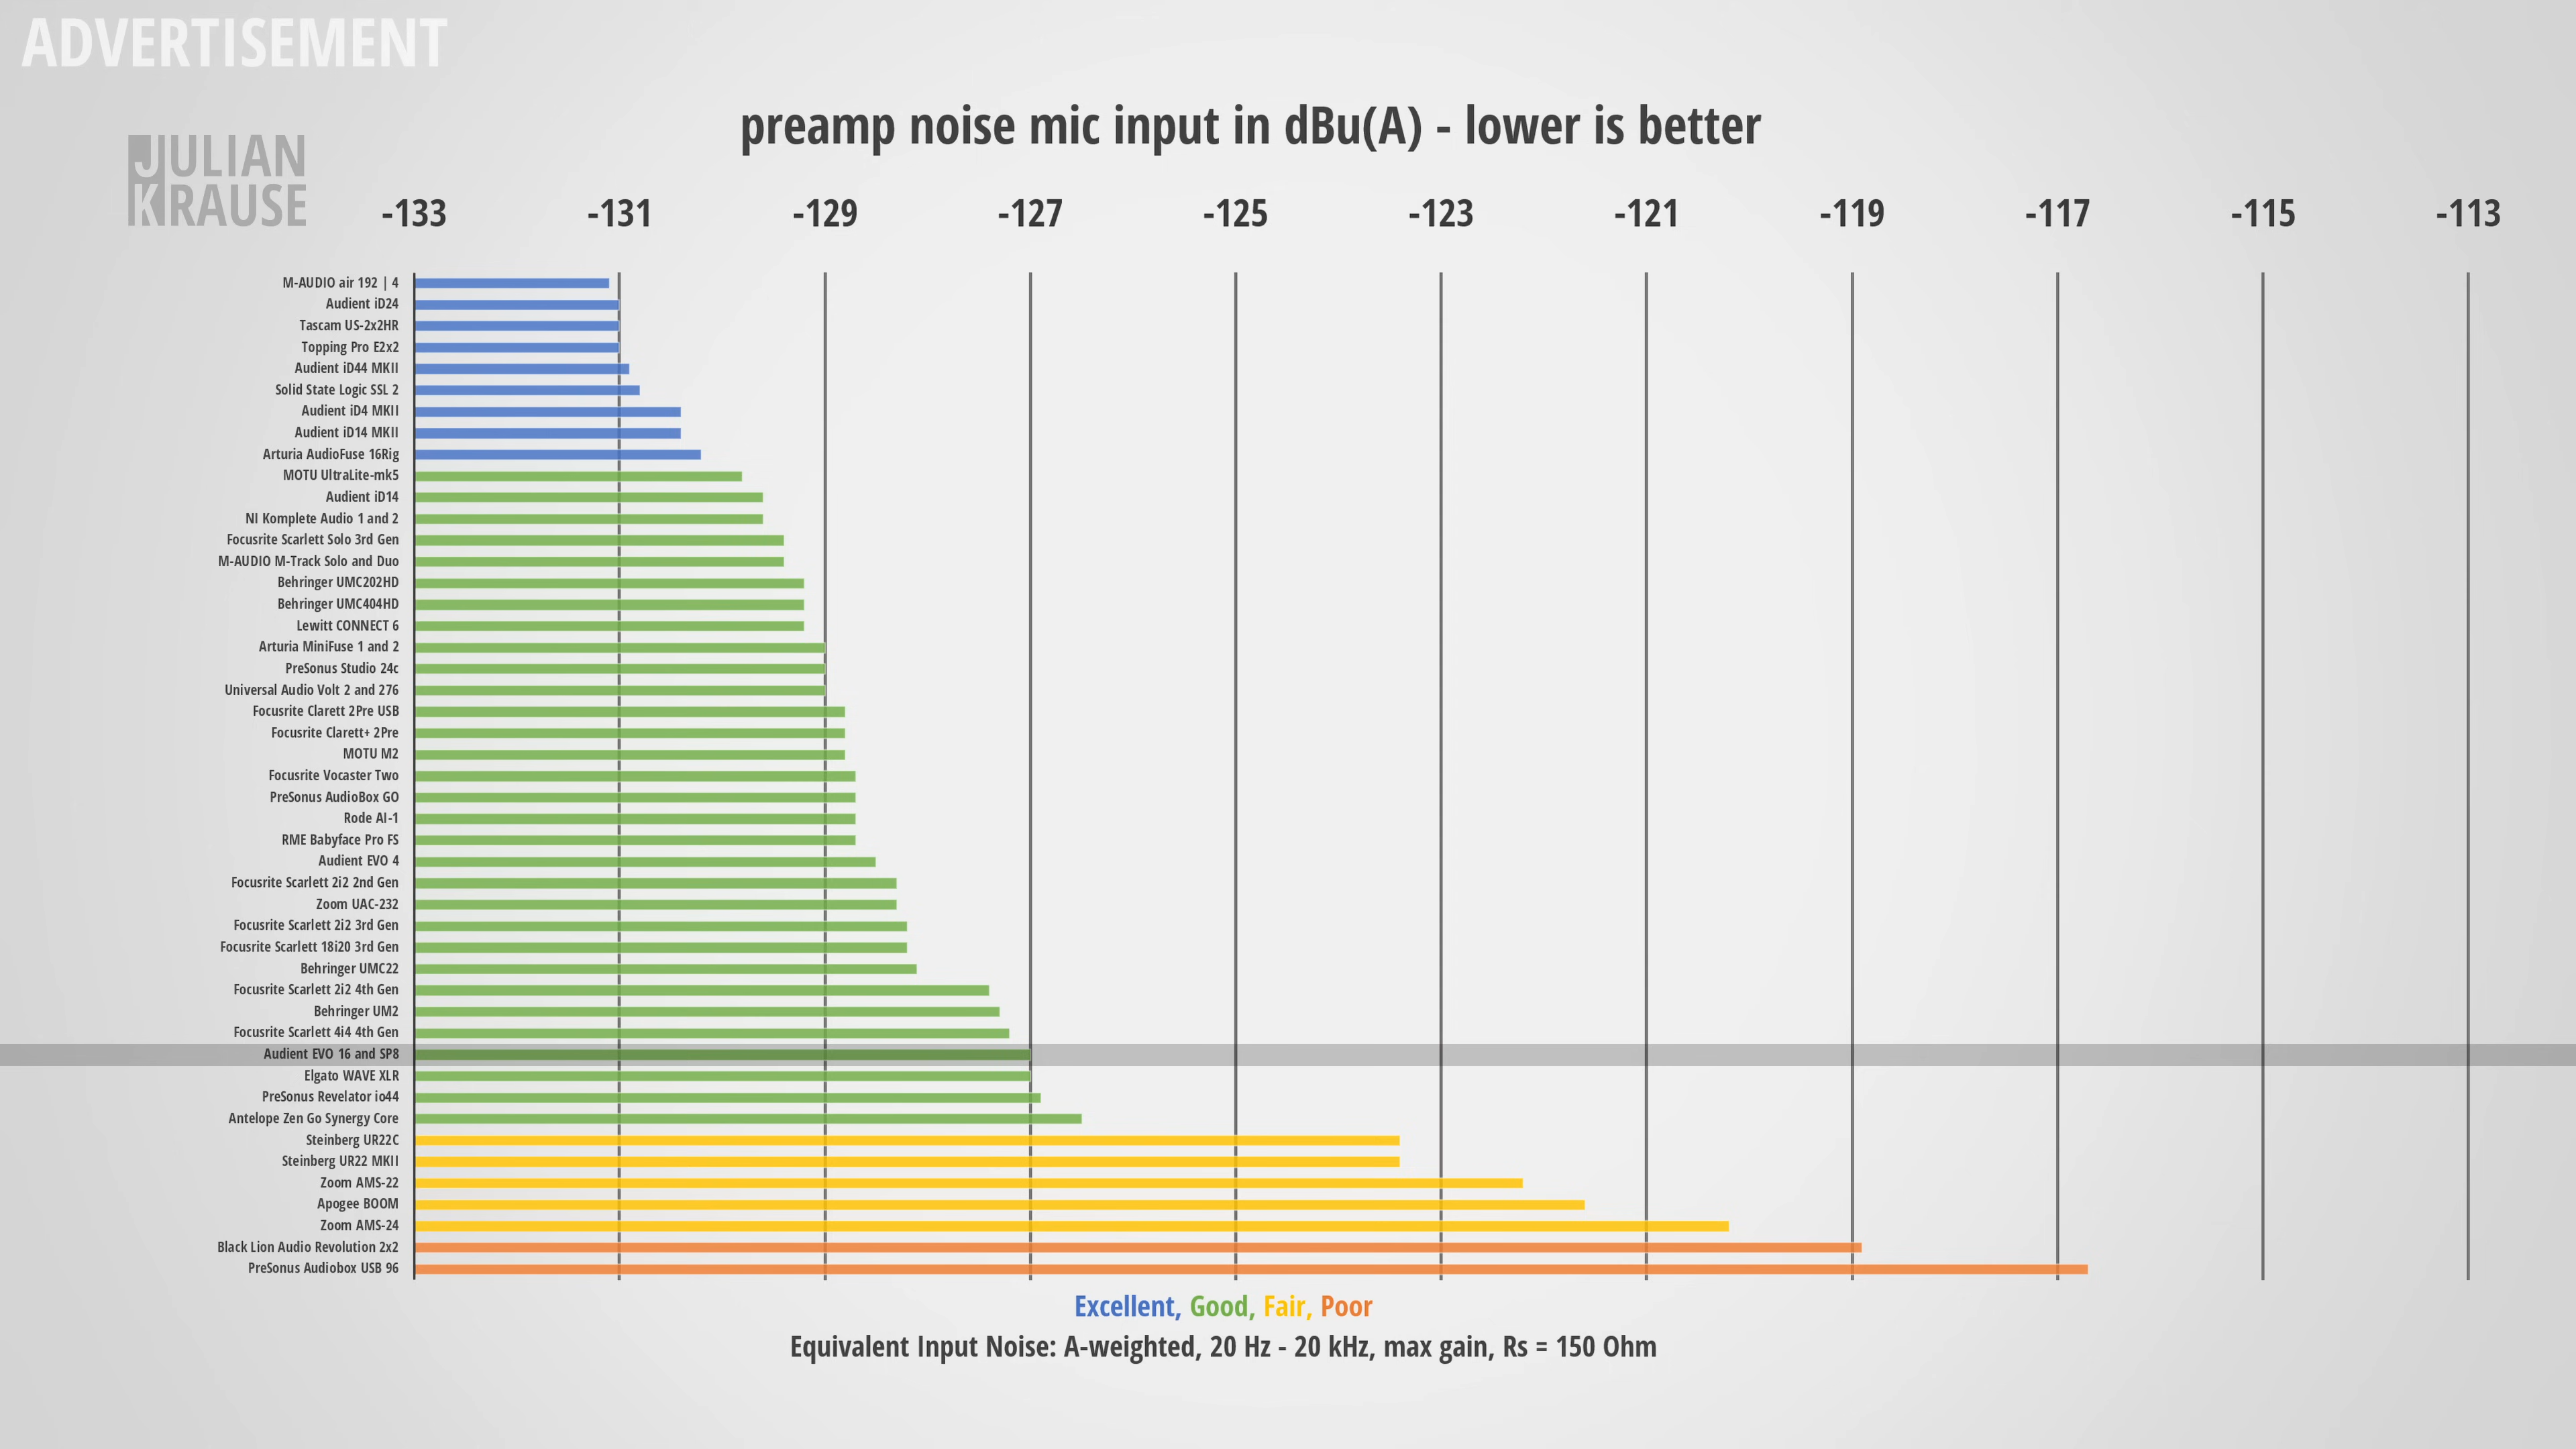 ADVERTISEMENT
JULIAN
KRAUSE
preamp noise mic input in dBu(A) - lower is better
-133 -131 -129 -127 -125 -123 -121 -119 -117 -115 -113
M-AUDIO air 192 | 4
Audient iD24
Tascam US-2x2HR
Topping Pro E2x2
Audient iD44 MKII
Solid State Logic SSL 2
Audient iD4 MKII
Audient iD14 MKII
Arturia AudioFuse 16Rig
MOTU UltraLite-mk5
Audient iD14
NI Komplete Audio 1 and 2
Focusrite Scarlett Solo 3rd Gen
M-AUDIO M-Track Solo and Duo
Behringer UMC202HD
Behringer UMC404HD
Lewitt CONNECT 6
Arturia MiniFuse 1 and 2
PreSonus Studio 24c
Universal Audio Volt 2 and 276
Focusrite Clarett 2Pre USB
Focusrite Clarett+ 2Pre
MOTU M2
Focusrite Vocaster Two
PreSonus AudioBox GO
Rode AI-1
RME Babyface Pro FS
Audient EVO 4
Focusrite Scarlett 2i2 2nd Gen
Zoom UAC-232
Focusrite Scarlett 2i2 3rd Gen
Focusrite Scarlett 18i20 3rd Gen
Behringer UMC22
Focusrite Scarlett 2i2 4th Gen
Behringer UM2
Focusrite Scarlett 4i4 4th Gen
Audient EVO 16 and SP8
Elgato WAVE XLR
PreSonus Revelator io44
Antelope Zen Go Synergy Core
Steinberg UR22C
Steinberg UR22 MKII
Zoom AMS-22
Apogee BOOM
Zoom AMS-24
Black Lion Audio Revolution 2x2
PreSonus Audiobox USB 96
Excellent, Good, Fair, Poor
Equivalent Input Noise: A-weighted, 20 Hz - 20 kHz, max gain, Rs = 150 Ohm